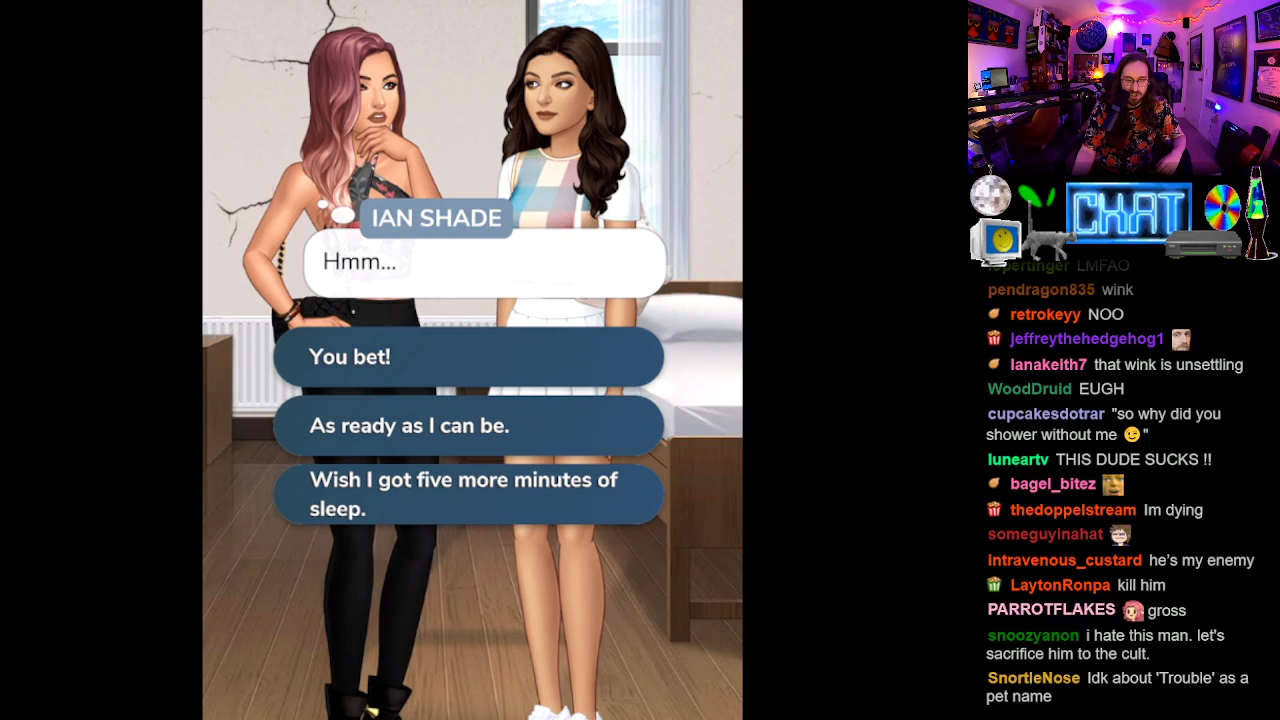 IAN SHADE
Hmm...
You bet!
As ready as I can be.
Wish I got five more minutes of
sleep.
CHAT
lopertinger LMFAO
pendragon835 wink
retrokeyy NOO
jeffreythehedgehog1
lanakeith7 that wink is unsettling
WoodDruid EUGH
cupcakesdotrar "so why did you
shower without me 😉"
luneartv THIS DUDE SUCKS !!
bagel_bitez
thedoppelstream Im dying
someguyinahat
intravenous_custard he's my enemy
LaytonRonpa kill him
PARROTFLAKES gross
snoozyanon i hate this man. let's
sacrifice him to the cult.
SnortleNose Idk about 'Trouble' as a
pet name